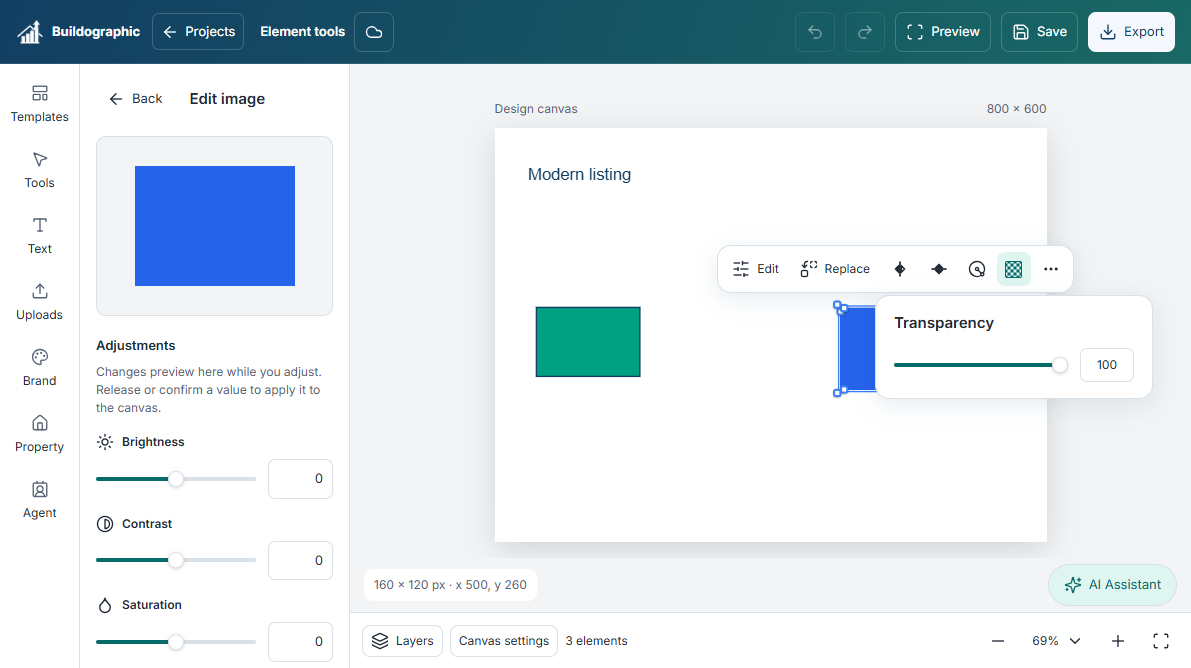 Buildographic
Projects
Element tools
Preview
Save
Export
Templates
Tools
Text
Uploads
Brand
Property
Agent
Back
Edit image
Adjustments
Changes preview here while you adjust.
Release or confirm a value to apply it to
the canvas.
Brightness
0
Contrast
0
Saturation
0
Design canvas
800 × 600
Modern listing
Edit
Replace
Transparency
100
160 × 120 px · x 500, y 260
AI Assistant
Layers
Canvas settings
3 elements
69%